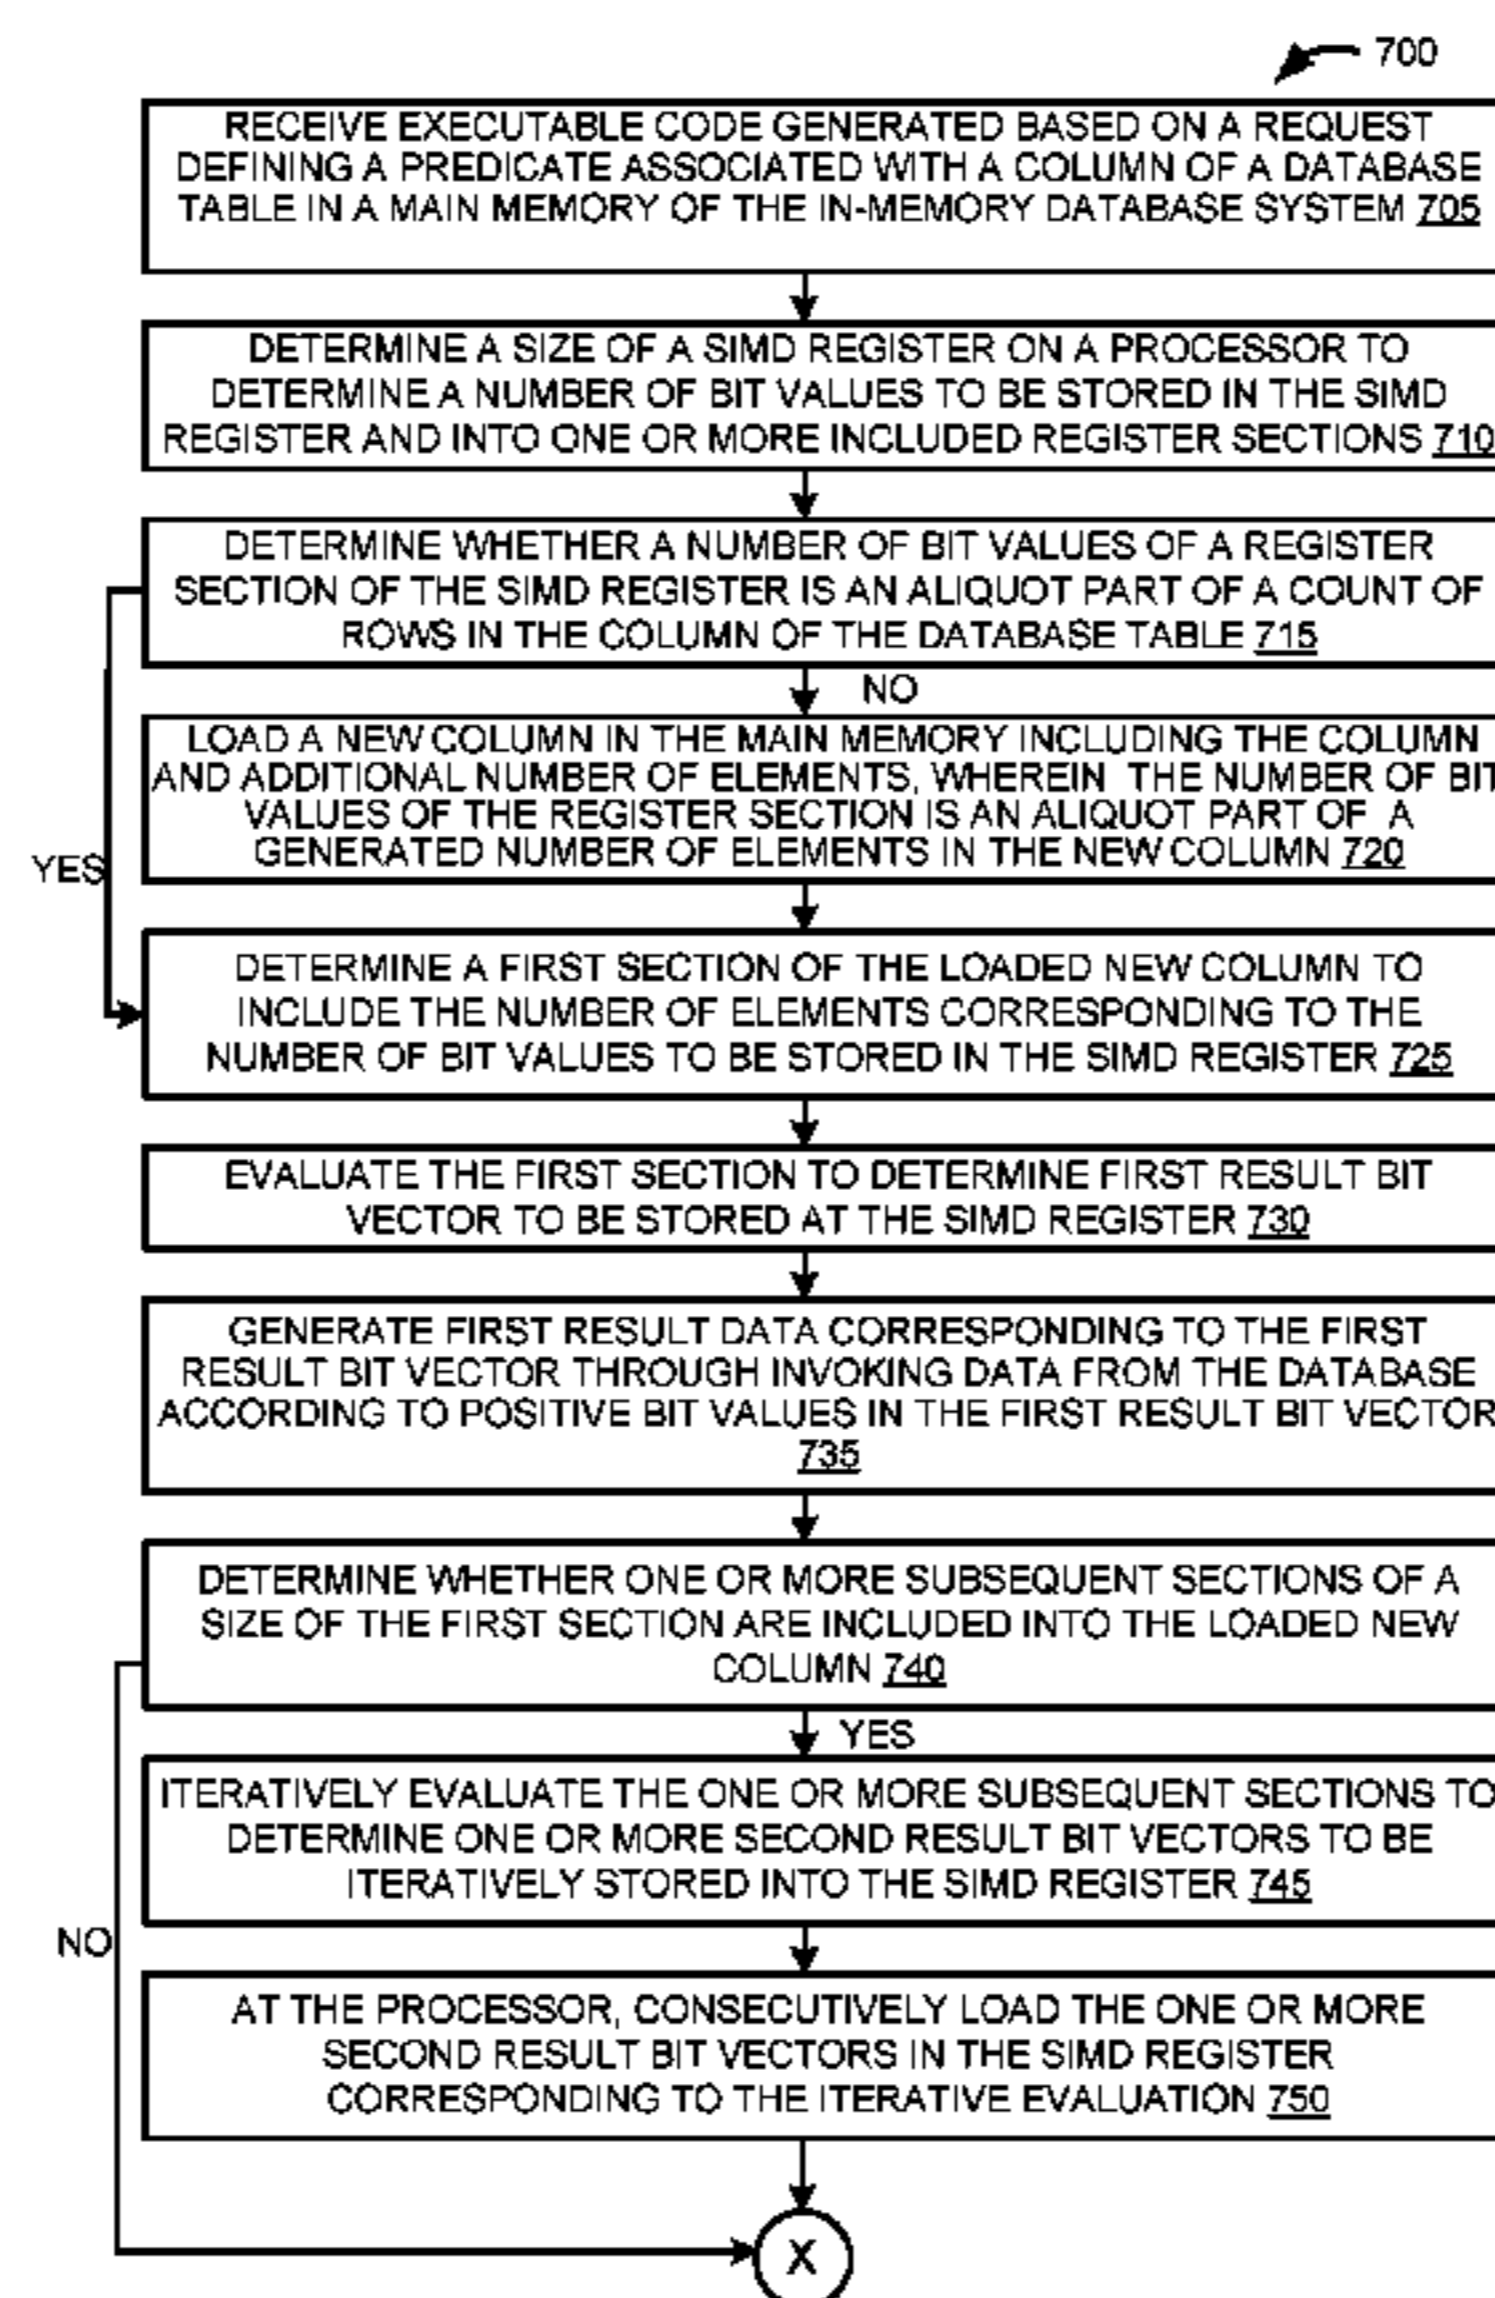 700
RECEIVE EXECUTABLE CODE GENERATED BASED ON A REQUEST
DEFINING A PREDICATE ASSOCIATED WITH A COLUMN OF A DATABASE
TABLE IN A MAIN MEMORY OF THE IN-MEMORY DATABASE SYSTEM 705
DETERMINE A SIZE OF A SIMD REGISTER ON A PROCESSOR TO
DETERMINE A NUMBER OF BIT VALUES TO BE STORED IN THE SIMD
REGISTER AND INTO ONE OR MORE INCLUDED REGISTER SECTIONS 710
DETERMINE WHETHER A NUMBER OF BIT VALUES OF A REGISTER
SECTION OF THE SIMD REGISTER IS AN ALIQUOT PART OF A COUNT OF
ROWS IN THE COLUMN OF THE DATABASE TABLE 715
NO
LOAD A NEW COLUMN IN THE MAIN MEMORY INCLUDING THE COLUMN
AND ADDITIONAL NUMBER OF ELEMENTS, WHEREIN THE NUMBER OF BIT
VALUES OF THE REGISTER SECTION IS AN ALIQUOT PART OF A
GENERATED NUMBER OF ELEMENTS IN THE NEW COLUMN 720
YES
DETERMINE A FIRST SECTION OF THE LOADED NEW COLUMN TO
INCLUDE THE NUMBER OF ELEMENTS CORRESPONDING TO THE
NUMBER OF BIT VALUES TO BE STORED IN THE SIMD REGISTER 725
EVALUATE THE FIRST SECTION TO DETERMINE FIRST RESULT BIT
VECTOR TO BE STORED AT THE SIMD REGISTER 730
GENERATE FIRST RESULT DATA CORRESPONDING TO THE FIRST
RESULT BIT VECTOR THROUGH INVOKING DATA FROM THE DATABASE
ACCORDING TO POSITIVE BIT VALUES IN THE FIRST RESULT BIT VECTOR
735
DETERMINE WHETHER ONE OR MORE SUBSEQUENT SECTIONS OF A
SIZE OF THE FIRST SECTION ARE INCLUDED INTO THE LOADED NEW
COLUMN 740
YES
ITERATIVELY EVALUATE THE ONE OR MORE SUBSEQUENT SECTIONS TO
DETERMINE ONE OR MORE SECOND RESULT BIT VECTORS TO BE
ITERATIVELY STORED INTO THE SIMD REGISTER 745
NO
AT THE PROCESSOR, CONSECUTIVELY LOAD THE ONE OR MORE
SECOND RESULT BIT VECTORS IN THE SIMD REGISTER
CORRESPONDING TO THE ITERATIVE EVALUATION 750
X